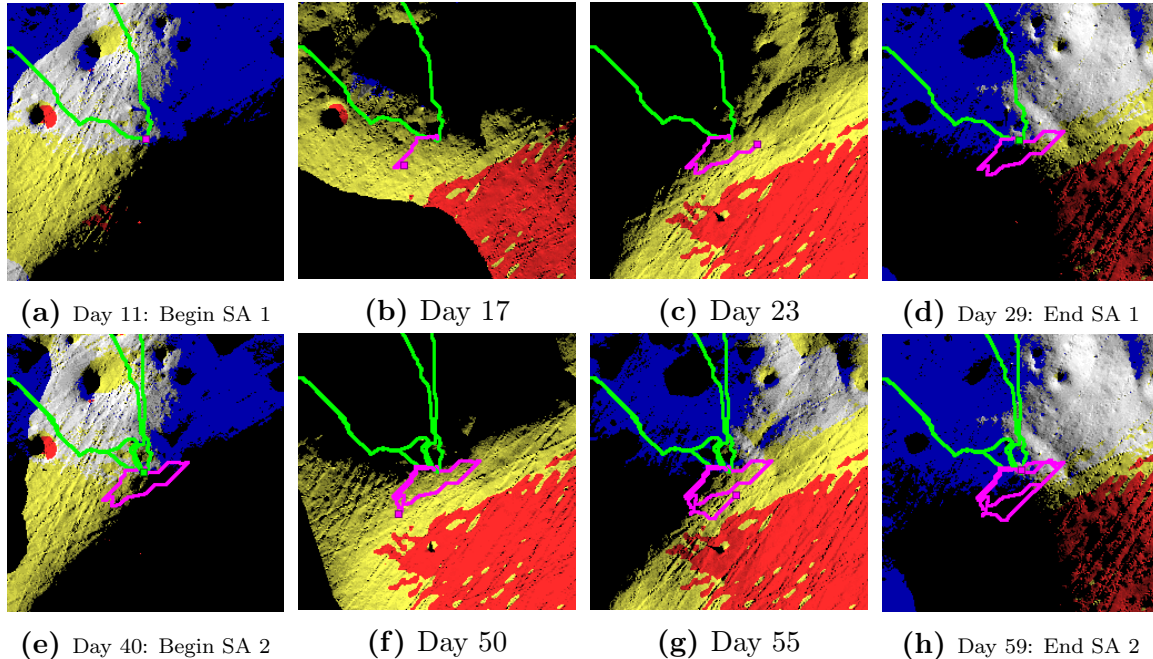 (a) Day 11: Begin SA 1 (b) Day 17 (c) Day 23 (d) Day 29: End SA 1
(e) Day 40: Begin SA 2 (f) Day 50 (g) Day 55 (h) Day 59: End SA 2